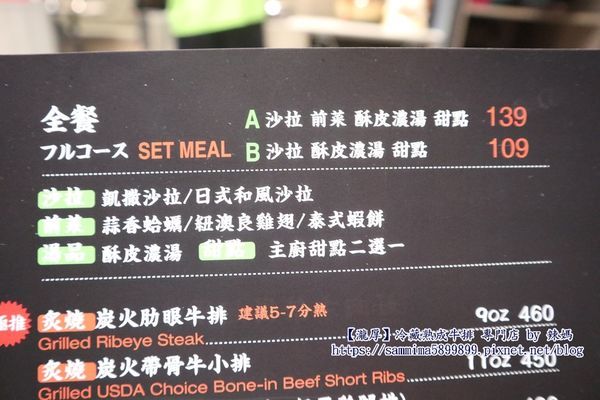 全餐 A 沙拉 前菜 酥皮濃湯 甜點 139
フルコース SET MEAL B 沙拉 酥皮濃湯 甜點 109
沙拉 凱撒沙拉/日式和風沙拉
前菜 蒜香蛤蠣/紐澳良雞翅/泰式蝦餅
湯品 酥皮濃湯 甜點 主廚甜點二選一
推 炙燒 炭火肋眼牛排 建議5-7分熟 9oz 460
Grilled Ribeye Steak
【瀧厚】冷藏熟成牛排 專門店 by 辣媽
https://sammima5899899.pixnet.net/blog
炙燒 炭火帶骨牛小排 11oz 450
Grilled USDA Choice Bone-in Beef Short Ribs